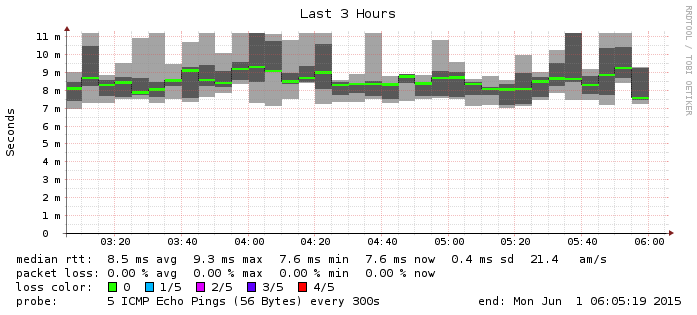 Last 3 Hours
RRDTOOL / TOBI OETIKER
Seconds
11 m
10 m
9 m
8 m
7 m
6 m
5 m
4 m
3 m
2 m
1 m
0
03:20 03:40 04:00 04:20 04:40 05:00 05:20 05:40 06:00
median rtt: 8.5 ms avg 9.3 ms max 7.6 ms min 7.6 ms now 0.4 ms sd 21.4 am/s
packet loss: 0.00 % avg 0.00 % max 0.00 % min 0.00 % now
loss color: 0 1/5 2/5 3/5 4/5
probe: 5 ICMP Echo Pings (56 Bytes) every 300s end: Mon Jun 1 06:05:19 2015